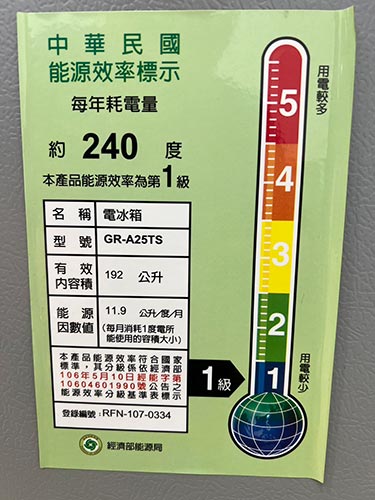 中華民國
能源效率標示
每年耗電量
約 240 度
本產品能源效率為第1級
名稱 電冰箱
型號 GR-A25TS
有效
內容積
192 公升
能源
因數值
11.9 公升/度/月
(每月消耗1度電所
能使用的容積大小)
本產品能源效率符合國家
標準,其分級係依經濟部
106年5月10日經能字第
10604601990號公告之
能源效率分級基準表標示
登錄編號:RFN-107-0334
經濟部能源局
用電較多
5
4
3
2
1
用電較少
1級